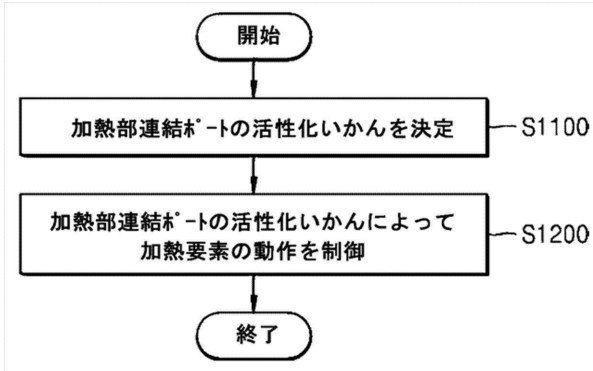 開始
加熱部連結ﾎﾟｰﾄの活性化いかんを決定
S1100
加熱部連結ﾎﾟｰﾄの活性化いかんによって
加熱要素の動作を制御
S1200
終了